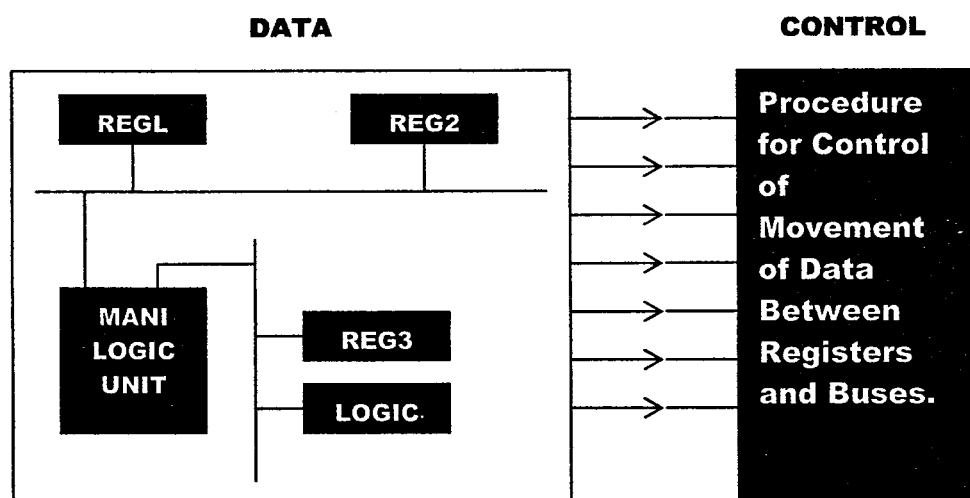 DATA
CONTROL
REGL
REG2
MANI
LOGIC
UNIT
REG3
LOGIC.
Procedure
for Control
of
Movement
of Data
Between
Registers
and Buses.